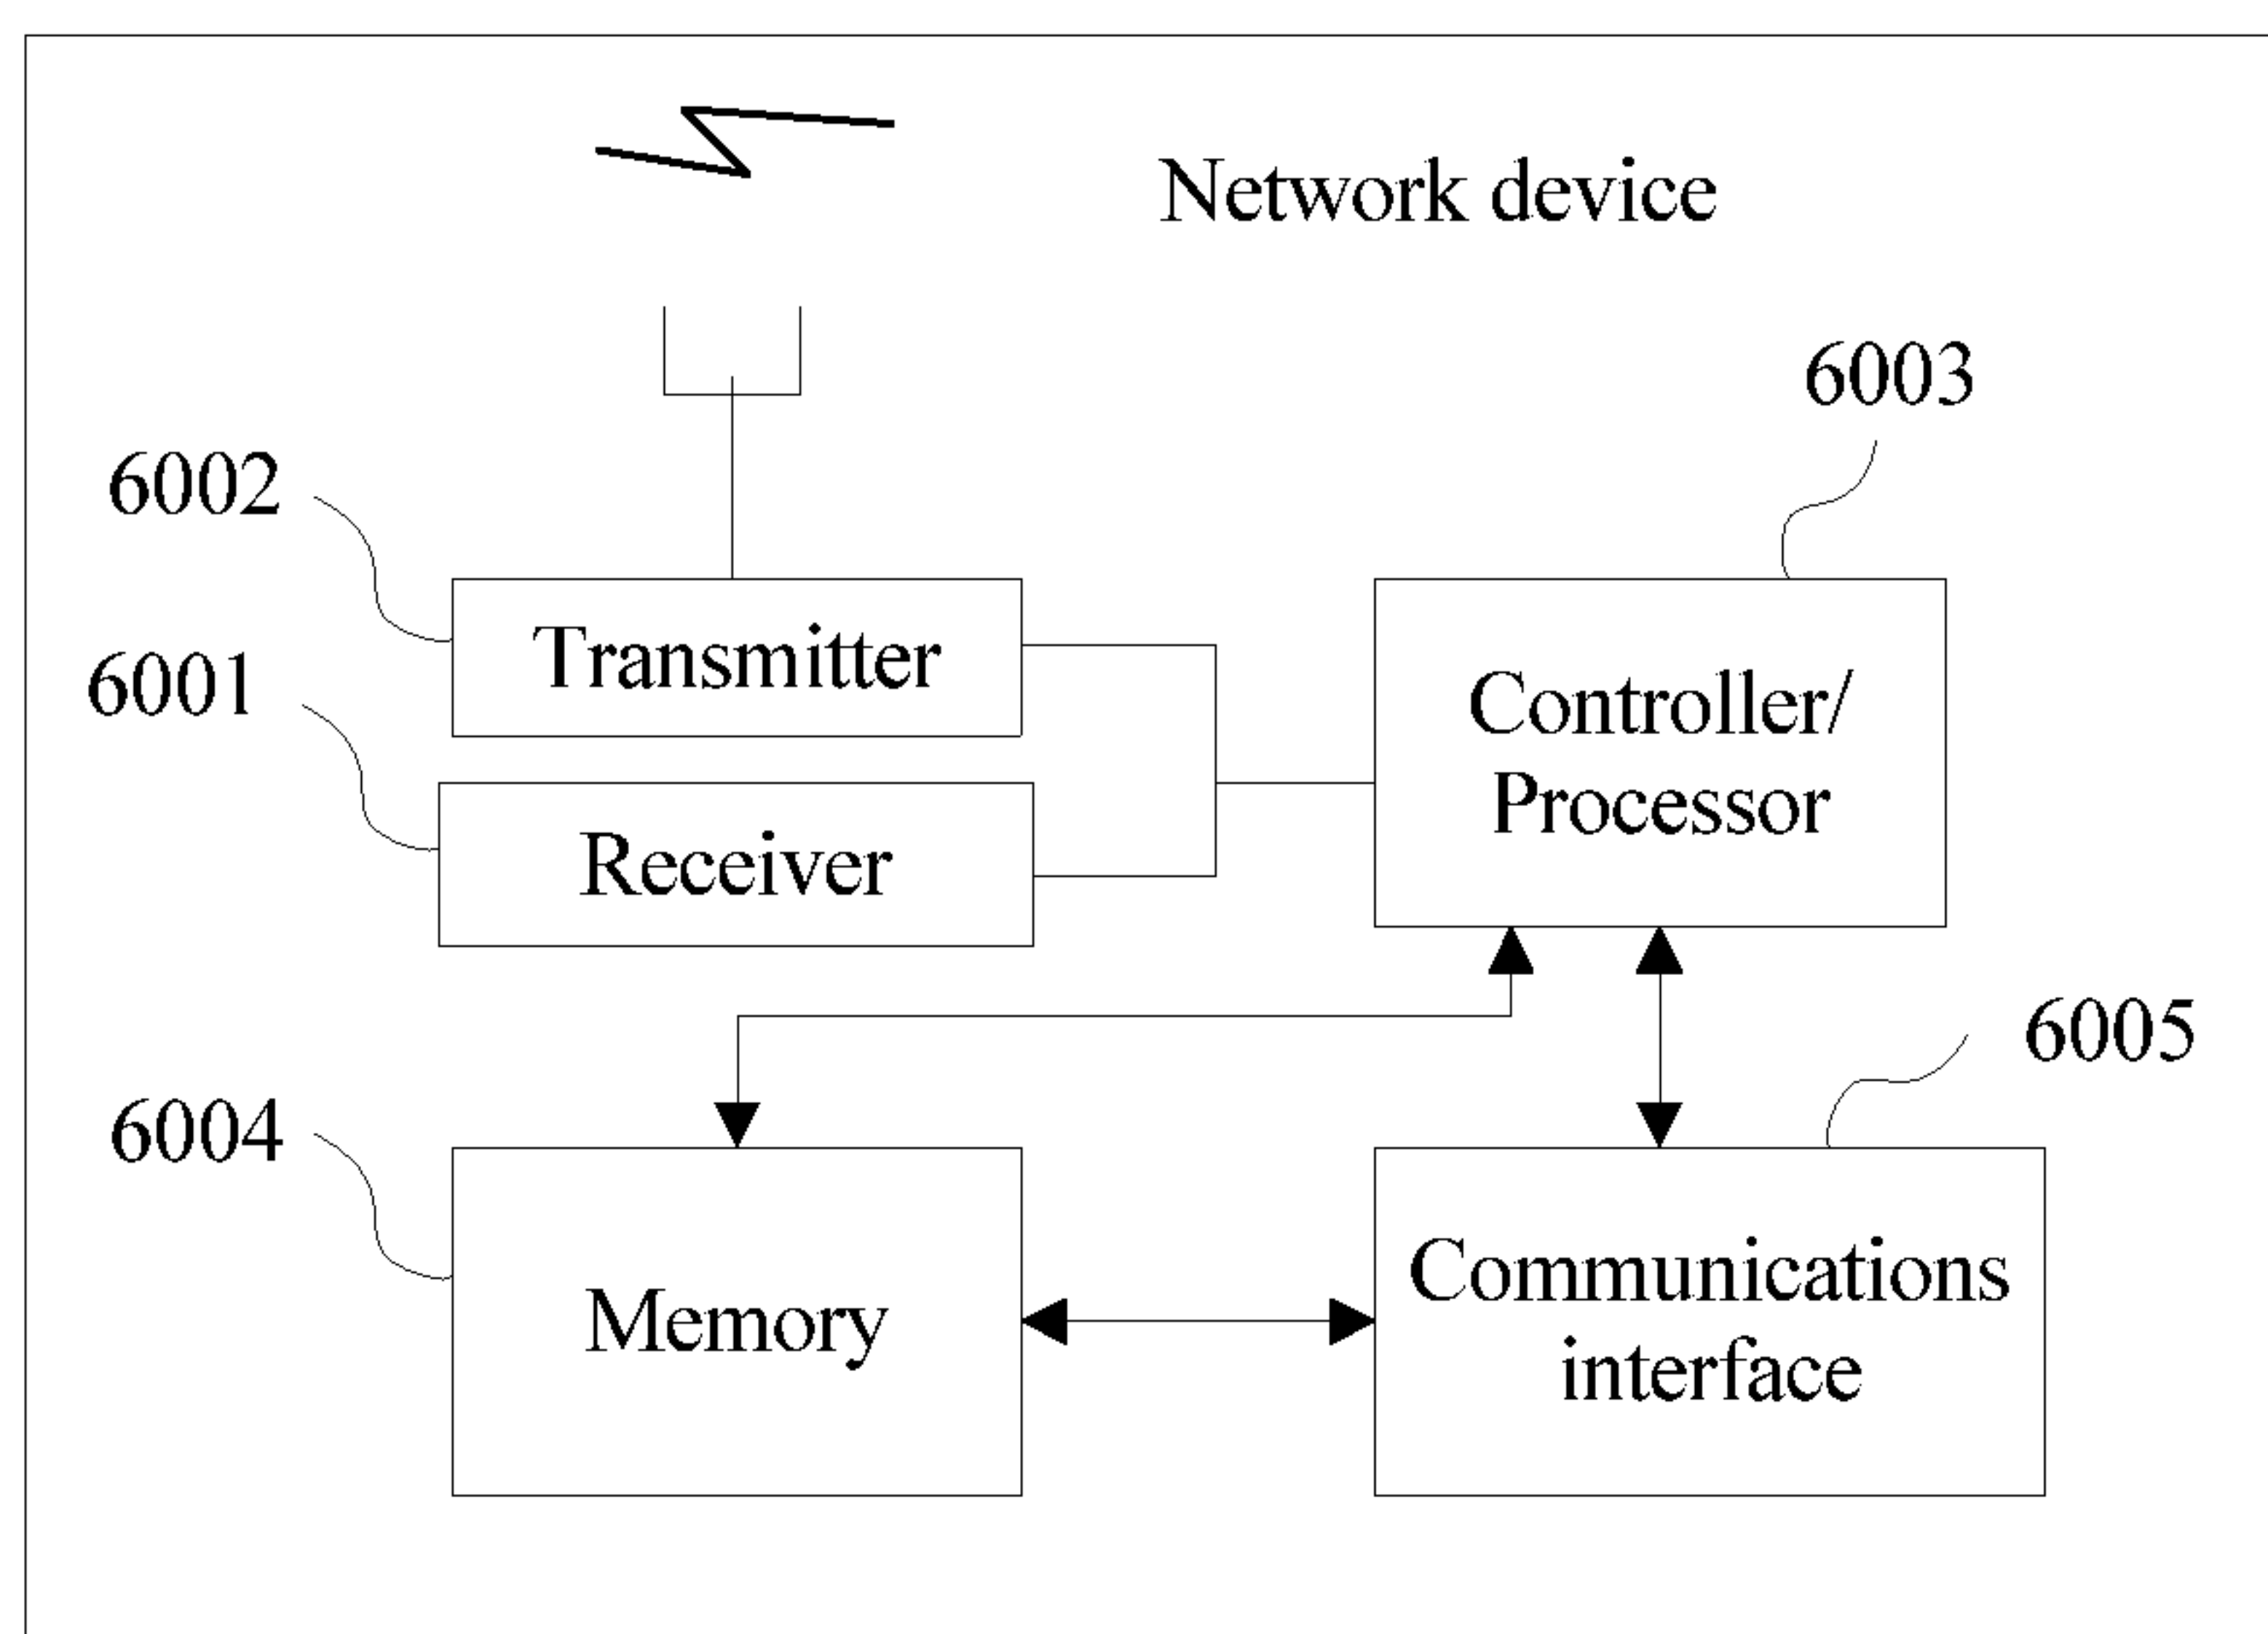 Network device
6003
6002
Transmitter
6001
Controller/
Processor
Receiver
6005
6004
Memory
Communications
interface